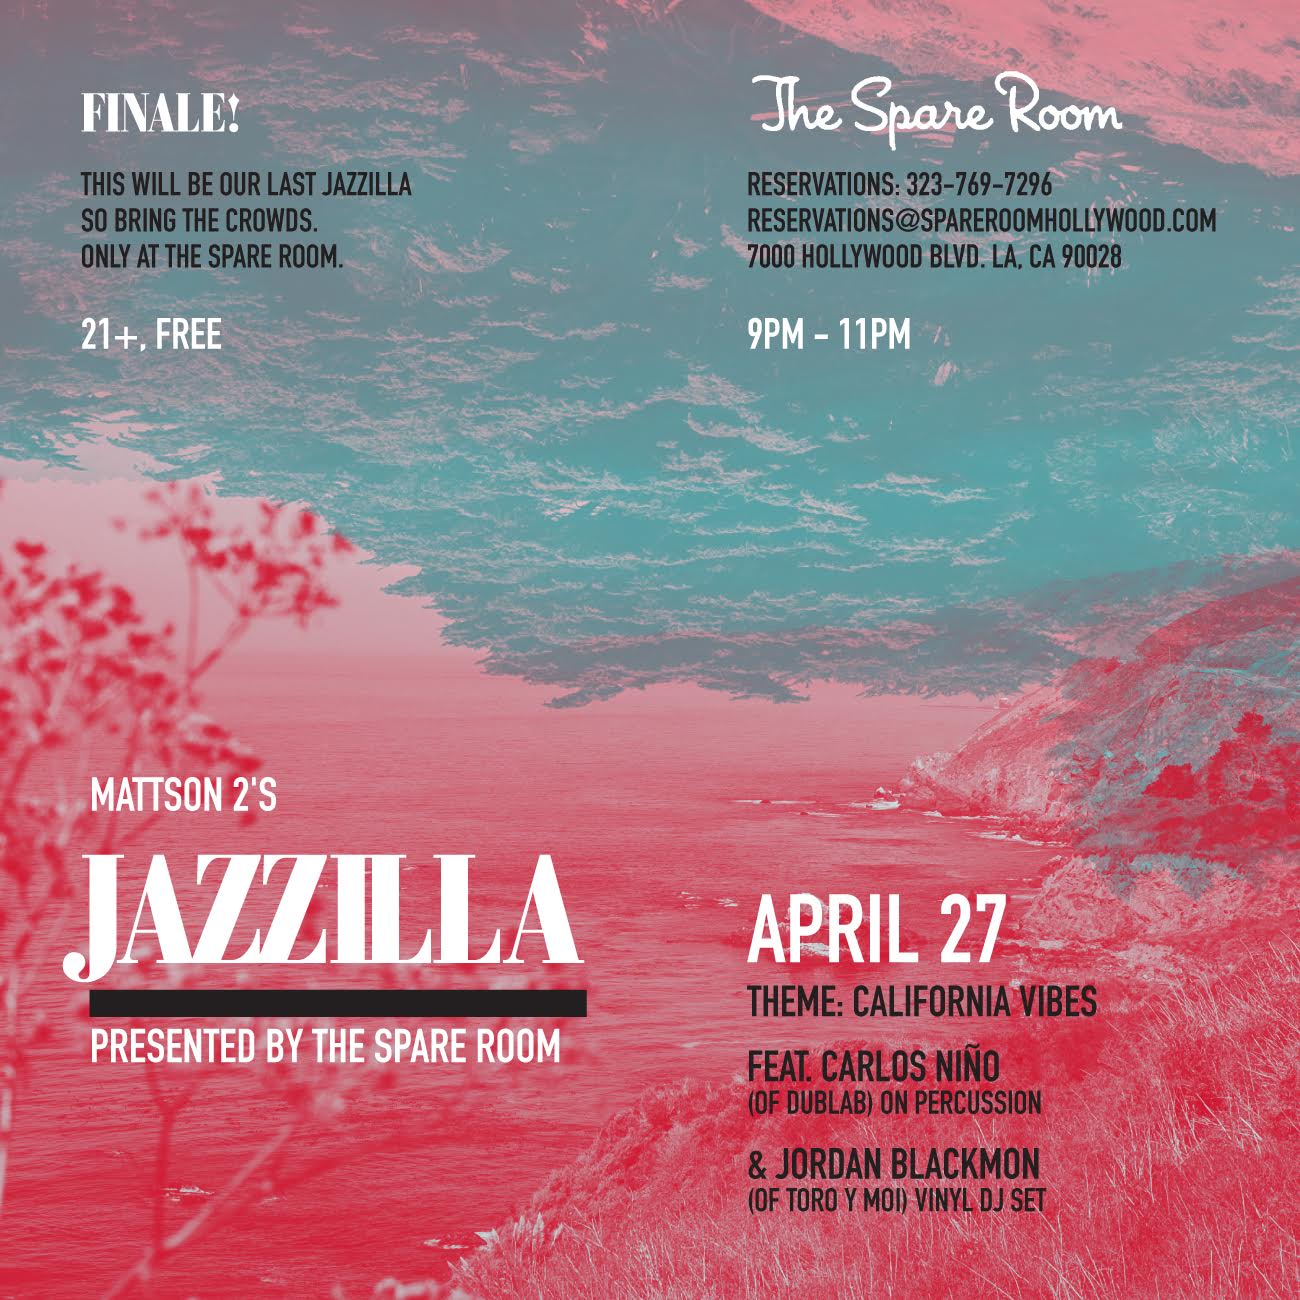 FINALE!
THIS WILL BE OUR LAST JAZZILLA
SO BRING THE CROWDS.
ONLY AT THE SPARE ROOM.
21+, FREE
The Spare Room
RESERVATIONS: 323-769-7296
RESERVATIONS@SPAREROOMHOLLYWOOD.COM
7000 HOLLYWOOD BLVD. LA, CA 90028
9PM - 11PM
MATTSON 2'S
JAZZILLA
PRESENTED BY THE SPARE ROOM
APRIL 27
THEME: CALIFORNIA VIBES
FEAT. CARLOS NIÑO
(OF DUBLAB) ON PERCUSSION
& JORDAN BLACKMON
(OF TORO Y MOI) VINYL DJ SET